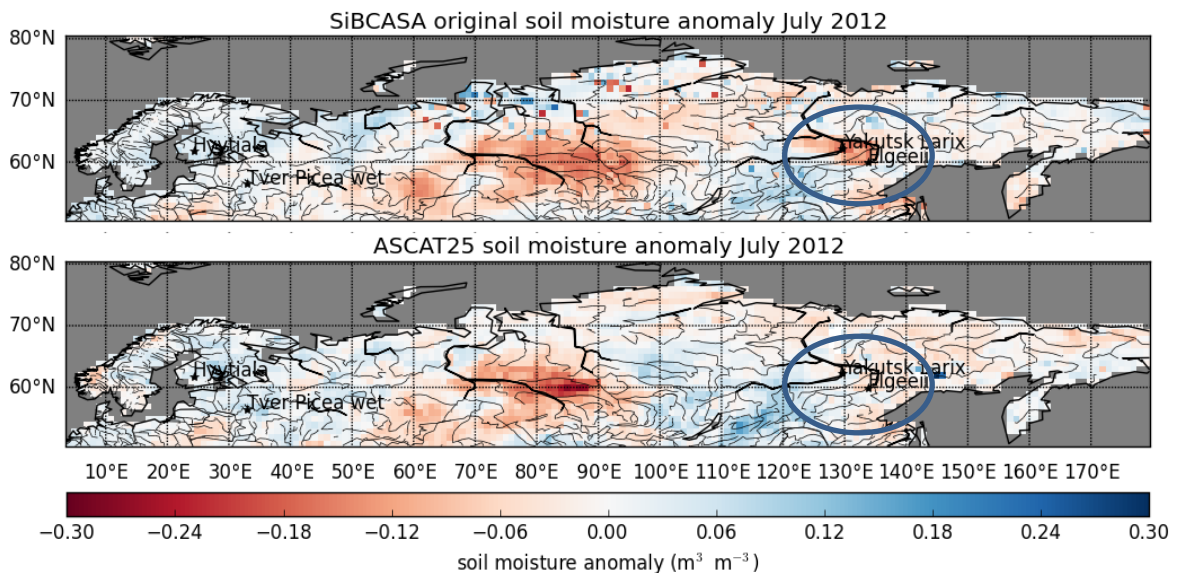 SiBCASA original soil moisture anomaly July 2012
80°N
70°N
60°N
Hyytiala
Tver Picea wet
Yakutsk Larix
Elgeeii
ASCAT25 soil moisture anomaly July 2012
80°N
70°N
60°N
Hyytiala
Tver Picea wet
Yakutsk Larix
Elgeeii
10°E 20°E 30°E 40°E 50°E 60°E 70°E 80°E 90°E 100°E 110°E 120°E 130°E 140°E 150°E 160°E 170°E
−0.30 −0.24 −0.18 −0.12 −0.06 0.00 0.06 0.12 0.18 0.24 0.30
soil moisture anomaly (m³ m⁻³)